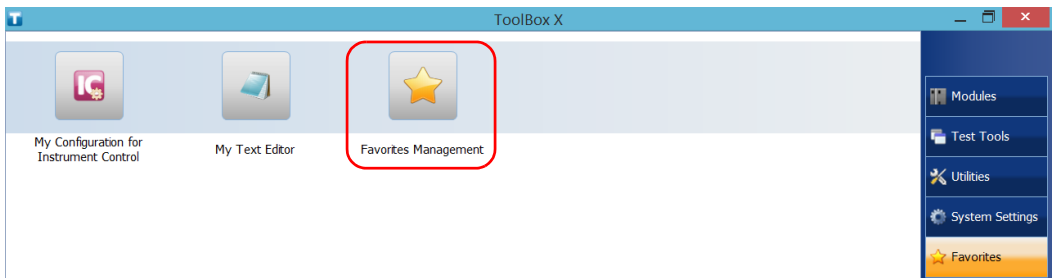 ToolBox X
My Configuration for
Instrument Control
My Text Editor
Favorites Management
Modules
Test Tools
Utilities
System Settings
Favorites